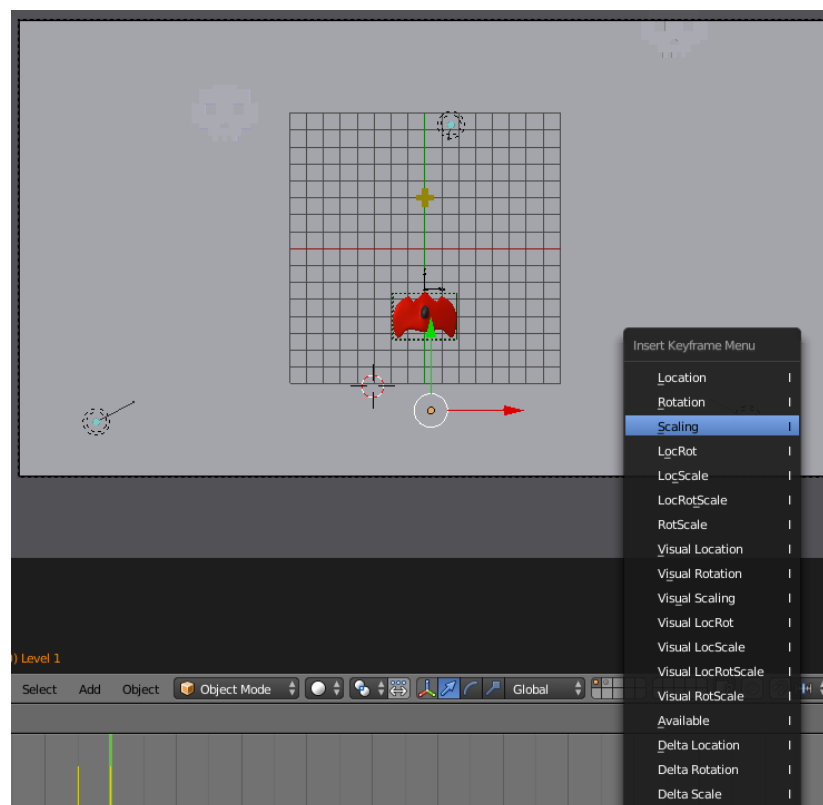 Insert Keyframe Menu
Location I
Rotation I
Scaling I
LocRot I
LocScale I
LocRotScale I
RotScale I
Visual Location I
Visual Rotation I
Visual Scaling I
Visual LocRot I
Visual LocScale I
Visual LocRotScale I
Visual RotScale I
Available I
Delta Location I
Delta Rotation I
Delta Scale I
) Level 1
Select Add Object Object Mode Global